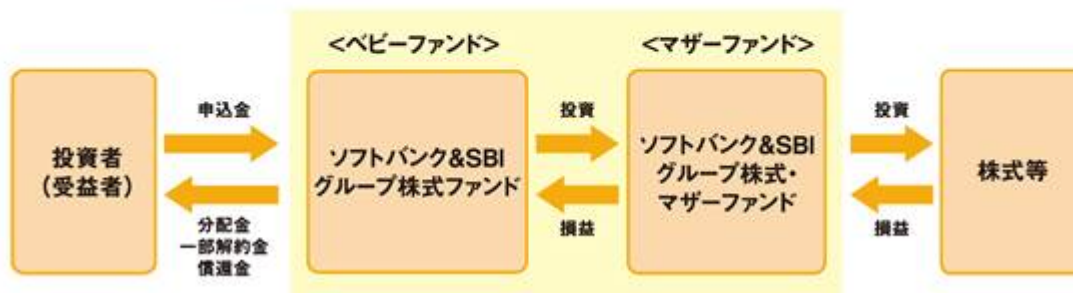 <ベビーファンド>
<マザーファンド>
投資者
(受益者)
申込金
分配金
一部解約金
償還金
ソフトバンク&SBI
グループ株式ファンド
投資
損益
ソフトバンク&SBI
グループ株式・
マザーファンド
投資
損益
株式等